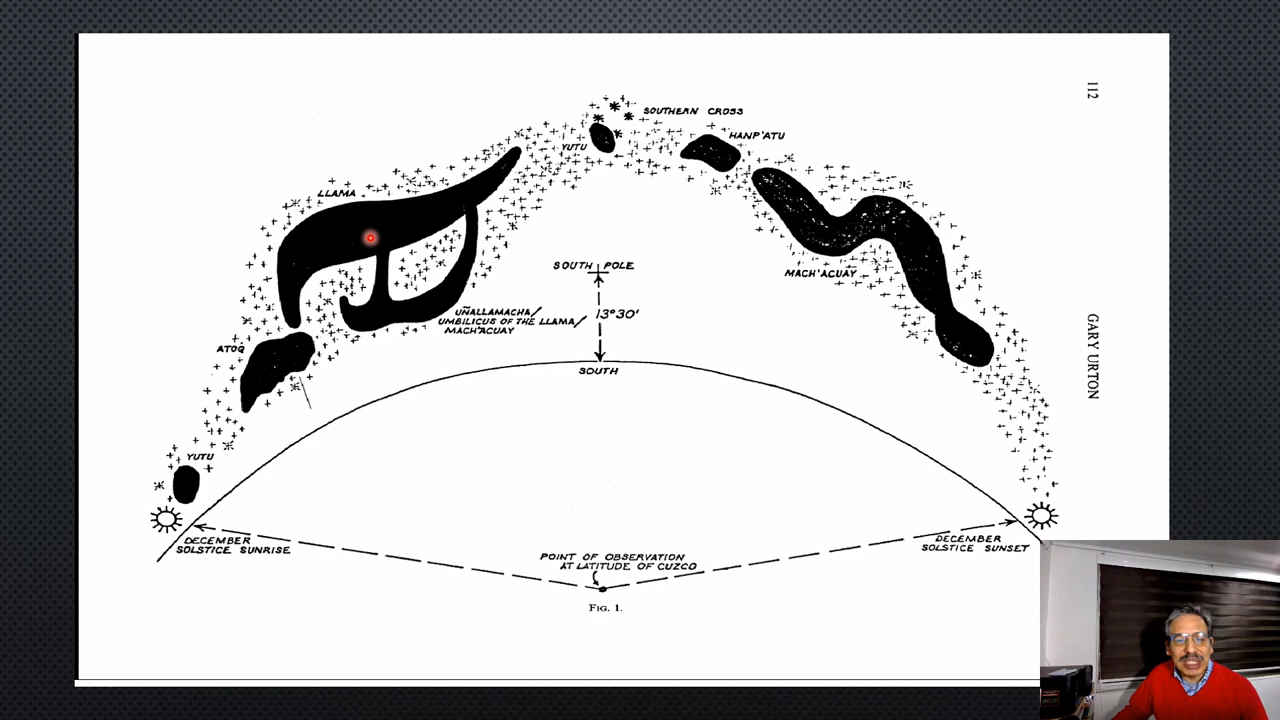 112
SOUTHERN CROSS
HANP'ATU
YUTU
LLAMA
SOUTH POLE
MACH'ACUAY
13°30'
UÑALLAMACHA/
UMBILICUS OF THE LLAMA/
MACH'ACUAY
ATOQ
SOUTH
GARY URTON
YUTU
DECEMBER
SOLSTICE SUNRISE
DECEMBER
SOLSTICE SUNSET
POINT OF OBSERVATION
AT LATITUDE OF CUZCO
FIG. 1.